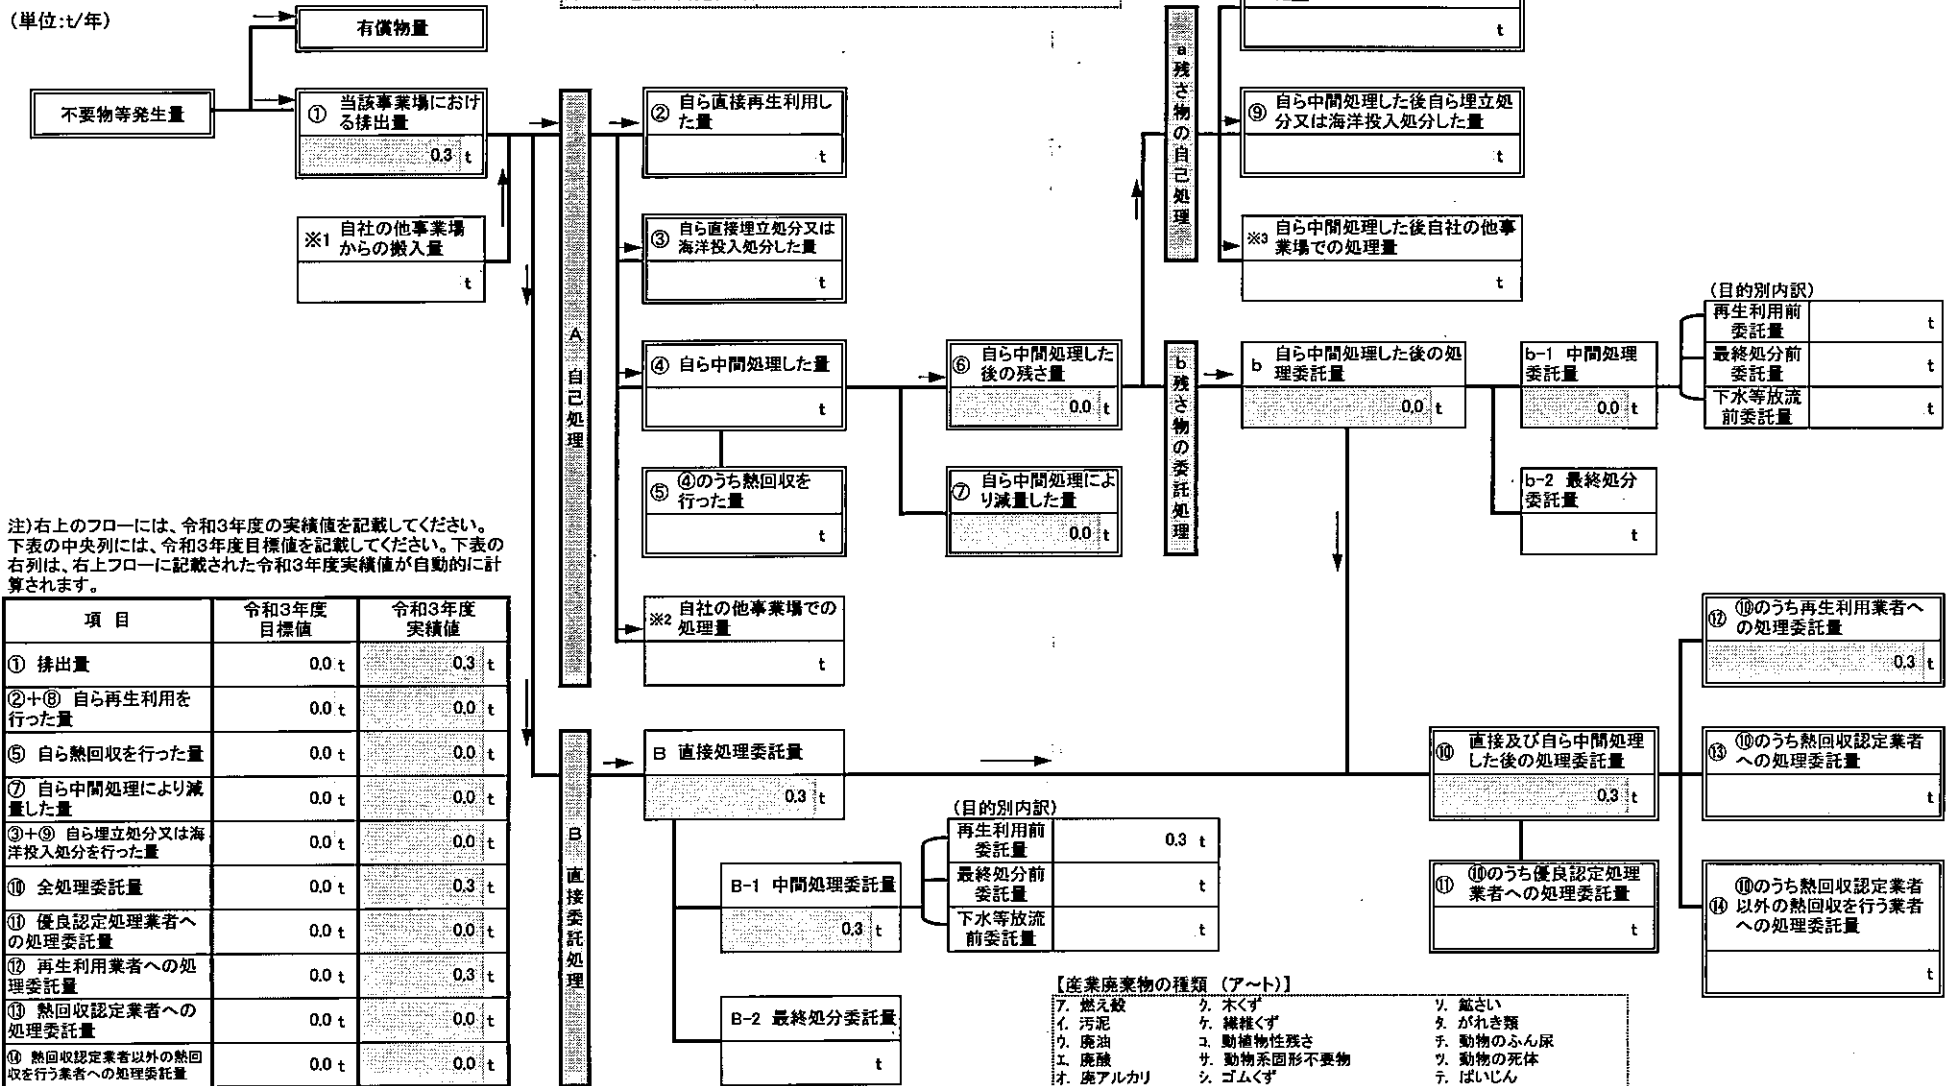 (単位:t/年)
有償物量
t
不要物等発生量
① 当該事業場におけ
る排出量
0.3 t
※1 自社の他事業場
からの搬入量
t
A 自己処理
② 自ら直接再生利用し
た量
t
③ 自ら直接埋立処分又は
海洋投入処分した量
t
④ 自ら中間処理した量
t
⑤ ④のうち熱回収を
行った量
t
※2 自社の他事業場での
処理量
t
⑥ 自ら中間処理した
後の残さ量
0.0 t
⑦ 自ら中間処理によ
り減量した量
0.0 t
a 残さ物の自己処理
⑨ 自ら中間処理した後自ら埋立処
分又は海洋投入処分した量
t
※3 自ら中間処理した後自社の他事
業場での処理量
t
b 残さ物の委託処理
b 自ら中間処理した後の処
理委託量
0.0 t
b-1 中間処理
委託量
0.0 t
(目的別内訳)
再生利用前
委託量
t
最終処分前
委託量
t
下水等放流
前委託量
t
b-2 最終処分
委託量
t
注)右上のフローには、令和3年度の実績値を記載してください。
下表の中央列には、令和3年度目標値を記載してください。下表の
右列は、右上フローに記載された令和3年度実績値が自動的に計
算されます。
項 目
令和3年度
目標値
令和3年度
実績値
① 排出量 0.0 t 0.3 t
②+⑧ 自ら再生利用を
行った量 0.0 t 0.0 t
⑤ 自ら熱回収を行った量 0.0 t 0.0 t
⑦ 自ら中間処理により減
量した量 0.0 t 0.0 t
③+⑨ 自ら埋立処分又は海
洋投入処分を行った量 0.0 t 0.0 t
⑩ 全処理委託量 0.0 t 0.3 t
⑪ 優良認定処理業者へ
の処理委託量 0.0 t 0.0 t
⑫ 再生利用業者への処
理委託量 0.0 t 0.3 t
⑬ 熱回収認定業者への
処理委託量 0.0 t 0.0 t
⑭ 熱回収認定業者以外の熱回
収を行う業者への処理委託量 0.0 t 0.0 t
B 直接委託処理
B 直接処理委託量
0.3 t
B-1 中間処理委託量
0.3 t
(目的別内訳)
再生利用前
委託量
0.3 t
最終処分前
委託量
t
下水等放流
前委託量
t
B-2 最終処分委託量
t
⑩ 直接及び自ら中間処理
した後の処理委託量
0.3 t
⑪ ⑩のうち優良認定処理
業者への処理委託量
t
⑫ ⑩のうち再生利用業者へ
の処理委託量
0.3 t
⑬ ⑩のうち熱回収認定業者
への処理委託量
t
⑭ ⑩のうち熱回収認定業者
以外の熱回収を行う業者
への処理委託量
t
【産業廃棄物の種類 (ア～ト)】
ア. 燃え殻 ク. 木くず ソ. 鉱さい
イ. 汚泥 ケ. 繊維くず タ. がれき類
ウ. 廃油 コ. 動植物性残さ チ. 動物のふん尿
エ. 廃酸 サ. 動物系固形不要物 ツ. 動物の死体
オ. 廃アルカリ シ. ゴムくず テ. ばいじん